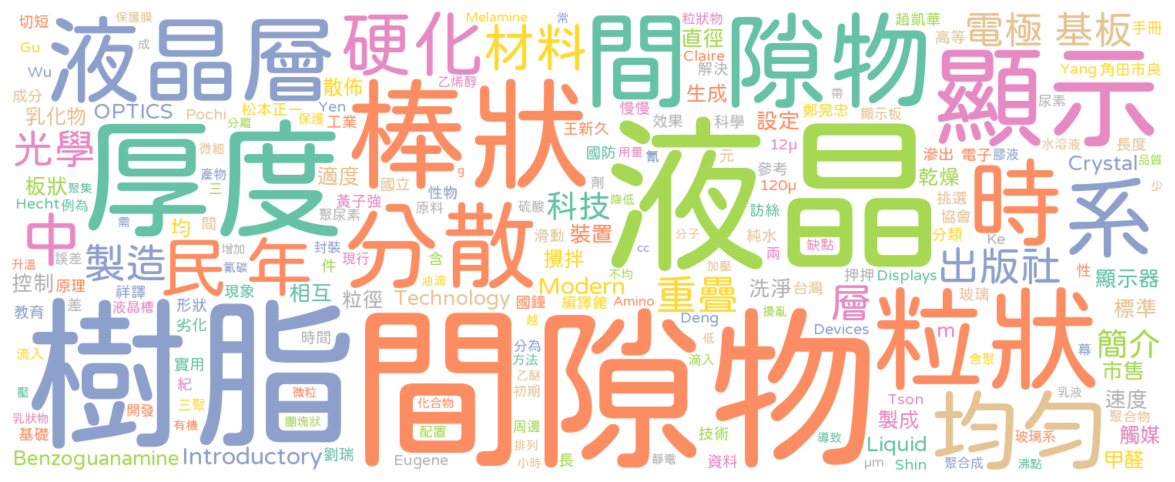 切短 保護膜 成 Melamine 常 粒狀物 趙凱華 高等 電極 基板 手冊
液晶層 硬化 材料 間 隙物 直徑 Claire 解決 顯示 Yang 角田市良
Gu Wu 成分 乳化物 OPTICS Pochi 散佈 乙烯醇 生成 尿素
松本正一 Yen 分離 保護 工業 棒狀 慢慢 效果 科學 鄭晃忠 顯示板 設定 水溶液 長度
光學 厚度 微細 王新久 國防 用量 氰 液晶 12μ 元 參考 滲出 電子 膠液 Crystal 品質
板狀 聚集 Hecht 例為 產物 三 適度 國立 性物 g 劑 120μ 乾燥 挑選 時 系 少
中 需 均 間 黃子強 聚尿素 原料 分散 硫酸 降低 科技 訪絲 協會 分類 Ke
製造 民 年 增加 封裝 現行 含 攪拌 滑動 裝置 分子 cc 純水 缺點 兩 帶 出版社
升溫 誤差 氟碳 件 油滴 不均 加壓 押押 Displays 性 顯示器
控制 原理 祥譯 現象 相互 粒徑 Technology 國鐘 Modern 編譯館 重疊 洗淨 台灣 層 玻璃 標準
教育 差 液晶槽 形狀 劣化 時間 Amino 越 Deng 擾亂 Devices m 幕 簡介
流入 實用 紀 樹脂 間隙物 分為 方法 低 滴入 粒狀 含聚 市售
壓 三聚 微粒 化合物 乙醚 初期 乳液 Tson 速度
乳狀物 開發 有機 團塊狀 配置 周邊 技術 導致 製成 均勻 聚合物
基礎 排列 資料 Liquid 玻璃系 觸媒
Benzoguanamine Introductory 劉瑞 Eugene 小時 長 靜電 μm Shin 聚合成 沸點 甲醛